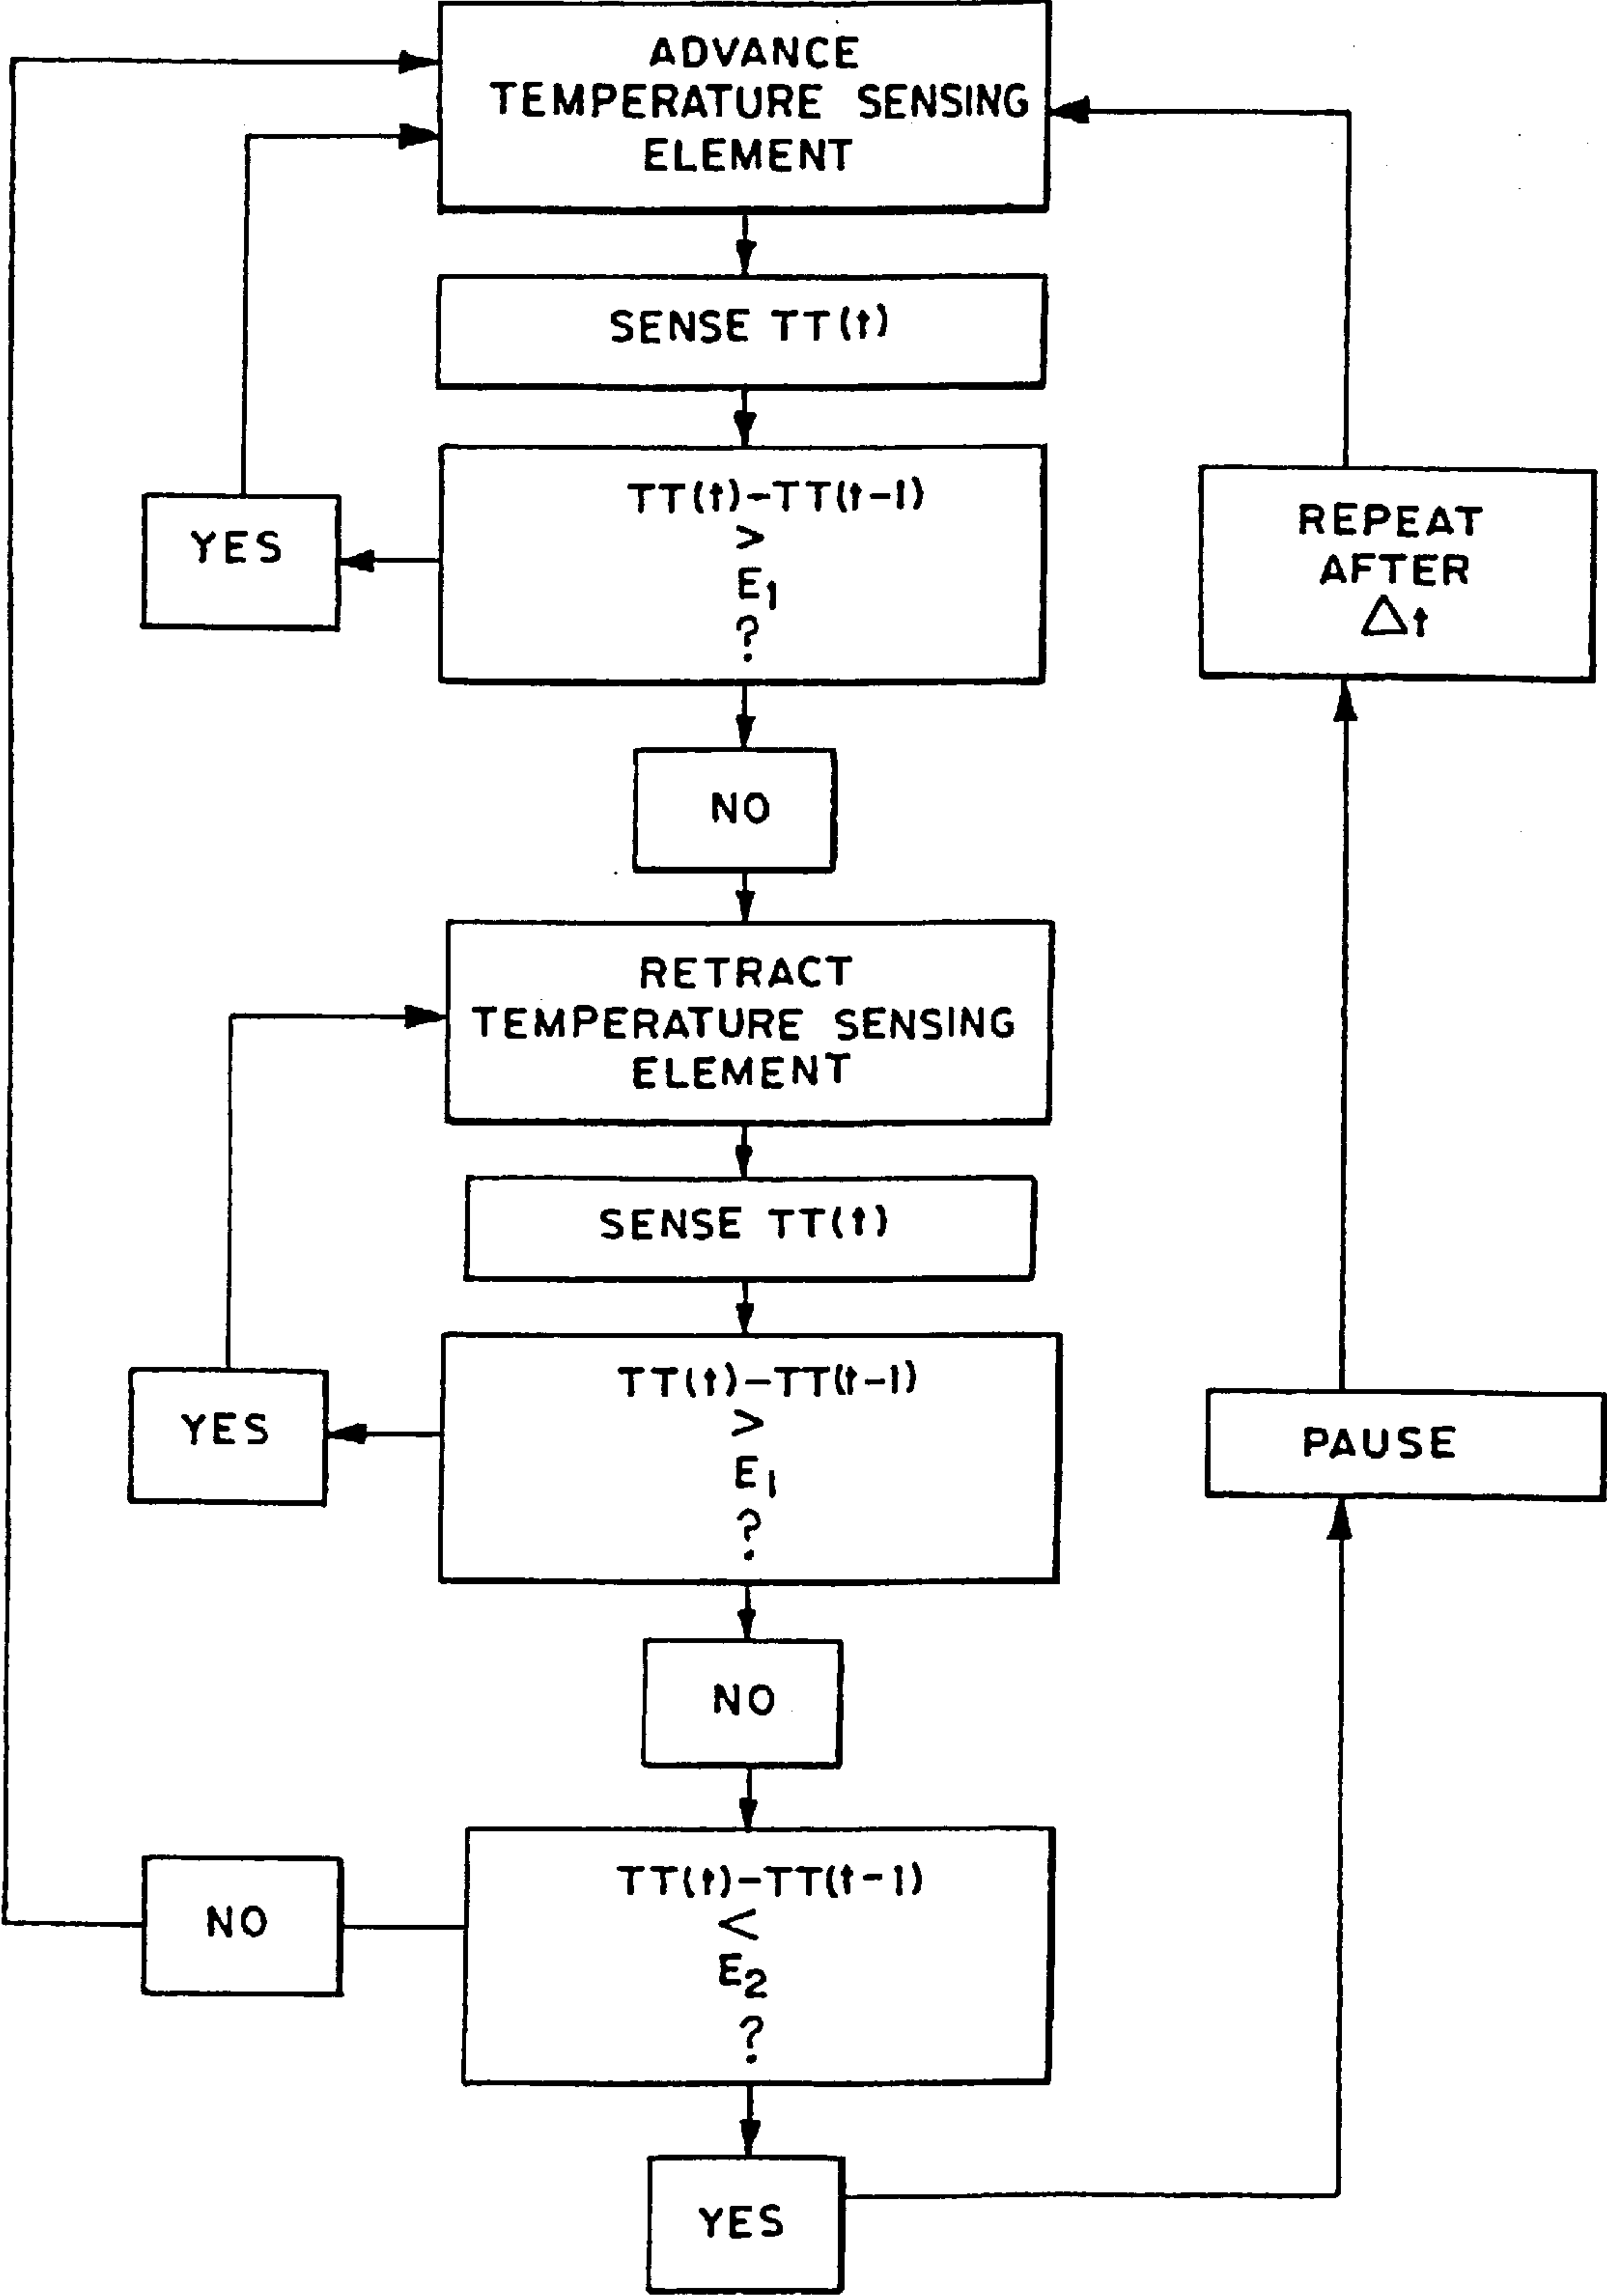 ADVANCE
TEMPERATURE SENSING
ELEMENT
SENSE TT(t)
TT(t)-TT(t-1)
>
E1
?
YES
REPEAT
AFTER
Δt
NO
RETRACT
TEMPERATURE SENSING
ELEMENT
SENSE TT(t)
TT(t)-TT(t-1)
>
E1
?
YES
PAUSE
NO
TT(t)-TT(t-1)
<
E2
?
NO
YES